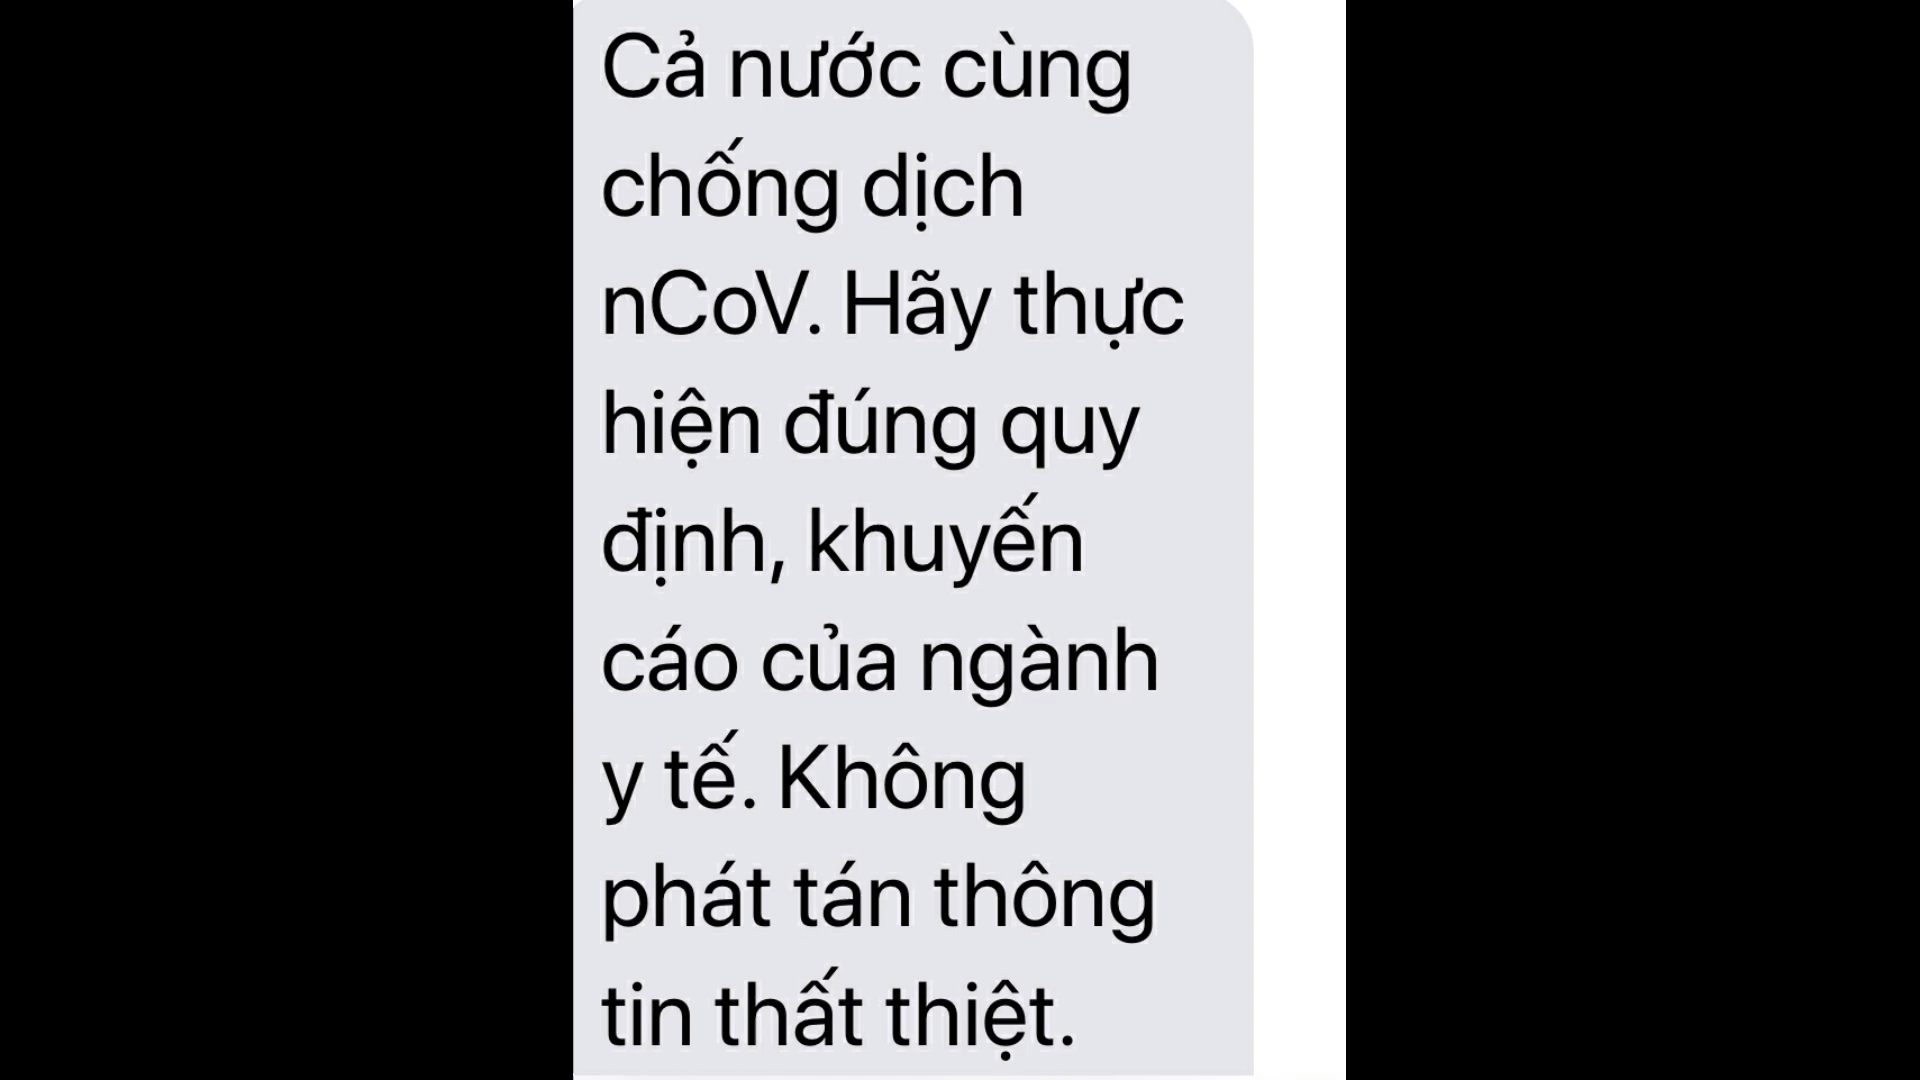 Cả nước cùng
chống dịch
nCoV. Hãy thực
hiện đúng quy
định, khuyến
cáo của ngành
y tế. Không
phát tán thông
tin thất thiệt.